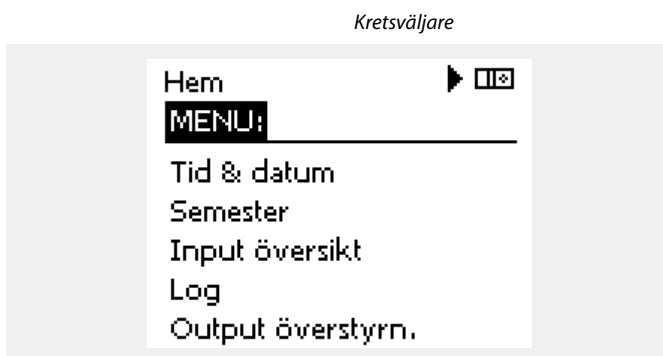 Kretsväljare
Hem
MENU:
Tid & datum
Semester
Input översikt
Log
Output överstyrn.